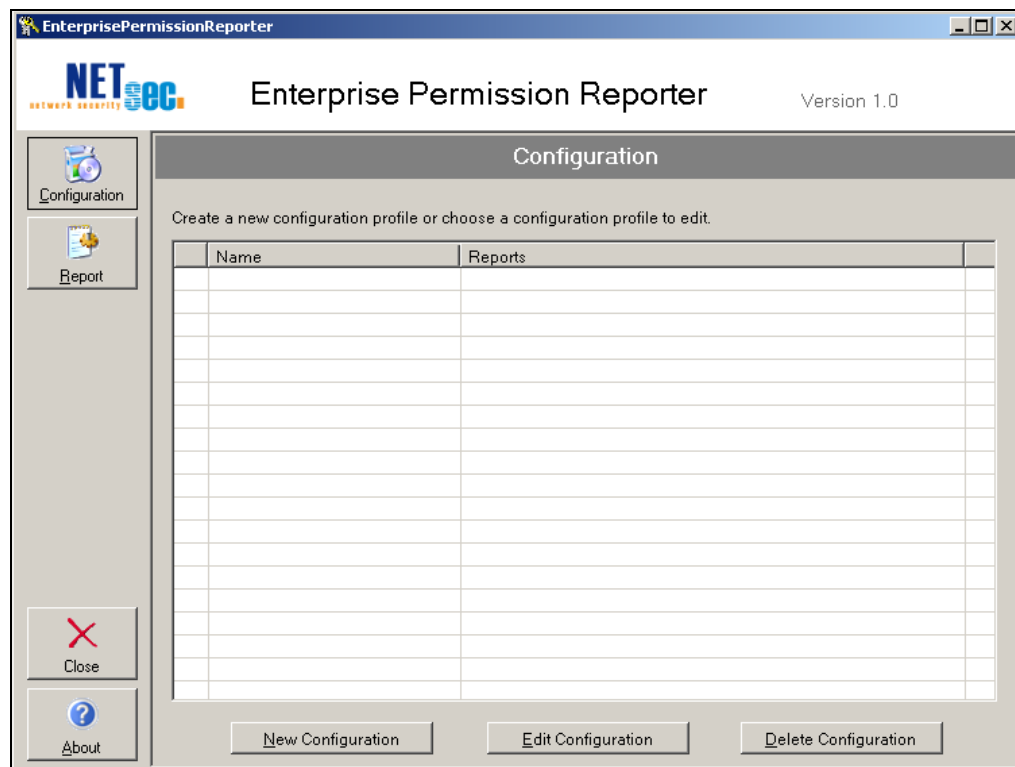 EnterprisePermissionReporter
NETsec.
network security
Enterprise Permission Reporter
Version 1.0
Configuration
Configuration
Report
Create a new configuration profile or choose a configuration profile to edit.
Name Reports
Close
About
New Configuration Edit Configuration Delete Configuration